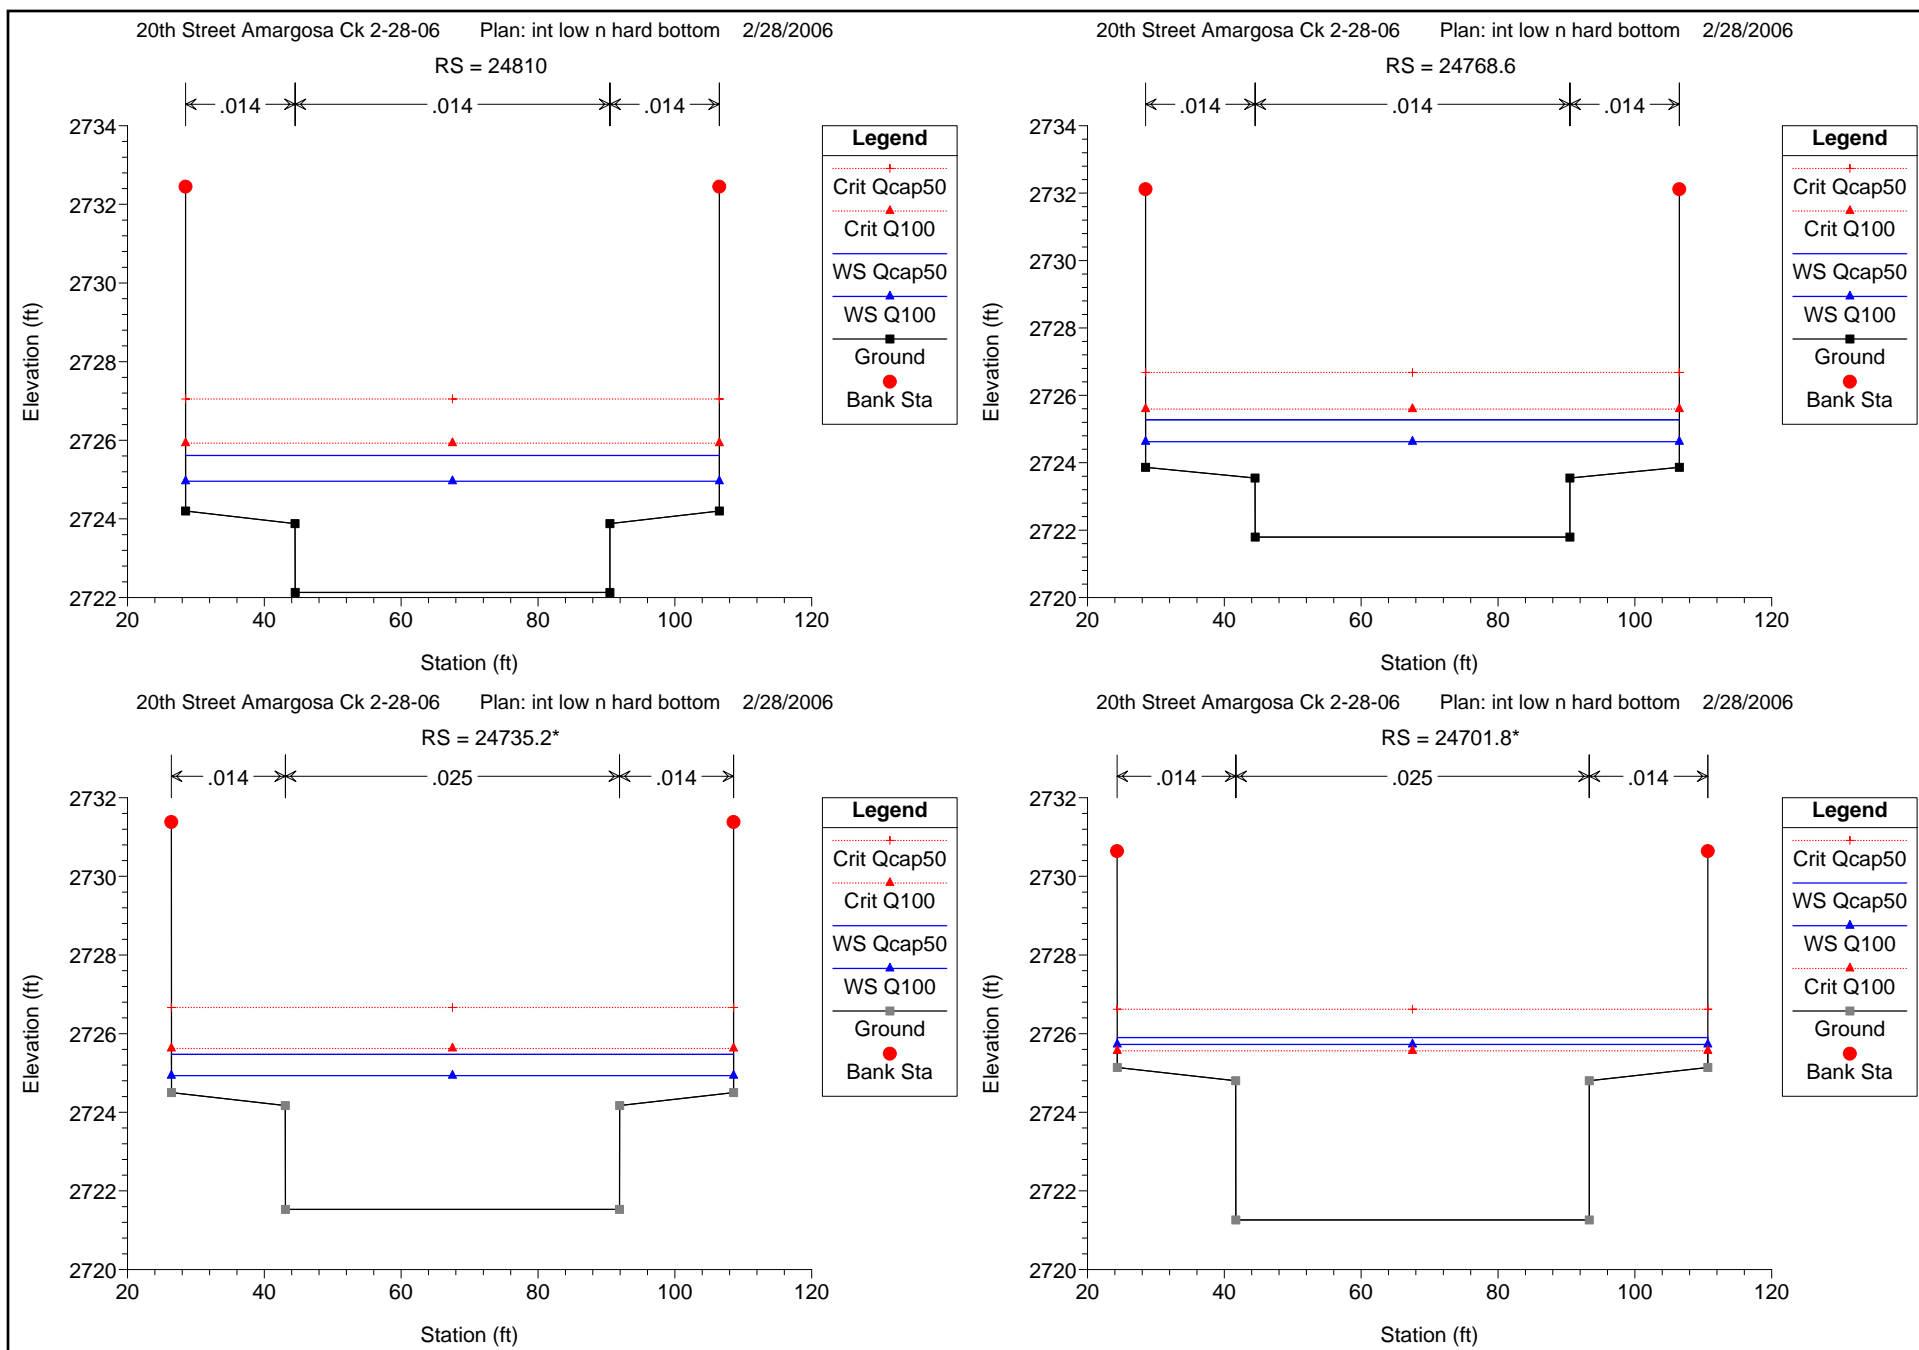 20th Street Amargosa Ck 2-28-06 Plan: int low n hard bottom 2/28/2006
RS = 24810
.014 .014 .014
2734
2732
2730
2728
2726
2724
2722
20 40 60 80 100 120
Elevation (ft)
Station (ft)
Legend
Crit Qcap50
Crit Q100
WS Qcap50
WS Q100
Ground
Bank Sta
20th Street Amargosa Ck 2-28-06 Plan: int low n hard bottom 2/28/2006
RS = 24768.6
.014 .014 .014
2734
2732
2730
2728
2726
2724
2722
2720
20 40 60 80 100 120
Elevation (ft)
Station (ft)
Legend
Crit Qcap50
Crit Q100
WS Qcap50
WS Q100
Ground
Bank Sta
20th Street Amargosa Ck 2-28-06 Plan: int low n hard bottom 2/28/2006
RS = 24735.2*
.014 .025 .014
2732
2730
2728
2726
2724
2722
2720
20 40 60 80 100 120
Elevation (ft)
Station (ft)
Legend
Crit Qcap50
Crit Q100
WS Qcap50
WS Q100
Ground
Bank Sta
20th Street Amargosa Ck 2-28-06 Plan: int low n hard bottom 2/28/2006
RS = 24701.8*
.014 .025 .014
2732
2730
2728
2726
2724
2722
2720
20 40 60 80 100 120
Elevation (ft)
Station (ft)
Legend
Crit Qcap50
WS Qcap50
WS Q100
Crit Q100
Ground
Bank Sta